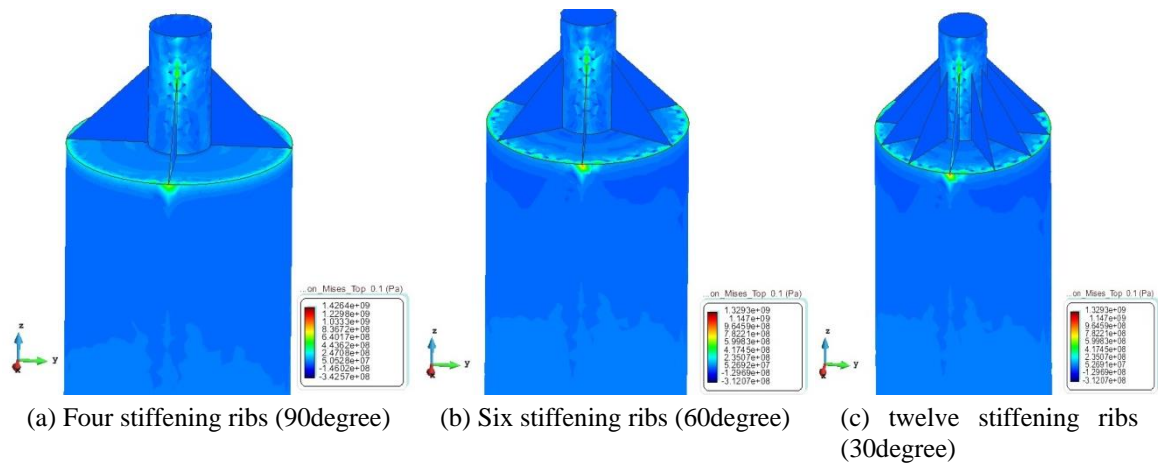 ...on_Mises_Top 0.1 (Pa)
1.4264e+09
1.2298e+09
1.0333e+09
8.3672e+08
6.4017e+08
4.4362e+08
2.4708e+08
5.0528e+07
-1.4602e+08
-3.4257e+08
z
y
x
(a) Four stiffening ribs (90degree)
...on_Mises_Top 0.1 (Pa)
1.3293e+09
1.147e+09
9.6459e+08
7.8221e+08
5.9983e+08
4.1745e+08
2.3507e+08
5.2692e+07
-1.2969e+08
-3.1207e+08
z
y
x
(b) Six stiffening ribs (60degree)
...on_Mises_Top 0.1 (Pa)
1.3293e+09
1.147e+09
9.6459e+08
7.8221e+08
5.9983e+08
4.1745e+08
2.3507e+08
5.2691e+07
-1.2969e+08
-3.1207e+08
z
y
x
(c) twelve stiffening ribs
(30degree)